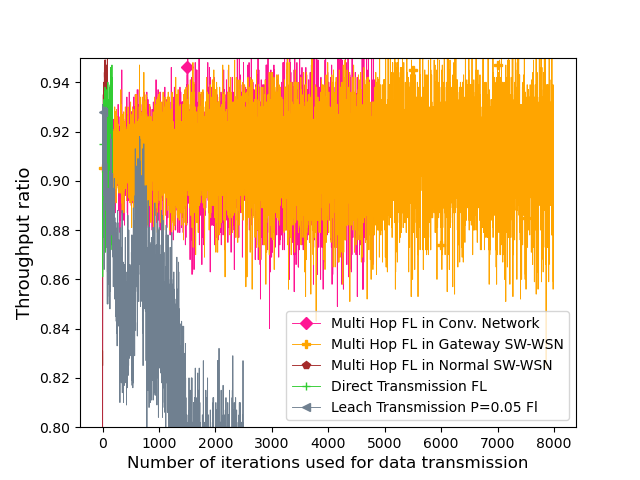 0.94
0.92
0.90
0.88
0.86
0.84
0.82
0.80
Throughput ratio
Multi Hop FL in Conv. Network
Multi Hop FL in Gateway SW-WSN
Multi Hop FL in Normal SW-WSN
Direct Transmission FL
Leach Transmission P=0.05 Fl
0 1000 2000 3000 4000 5000 6000 7000 8000
Number of iterations used for data transmission